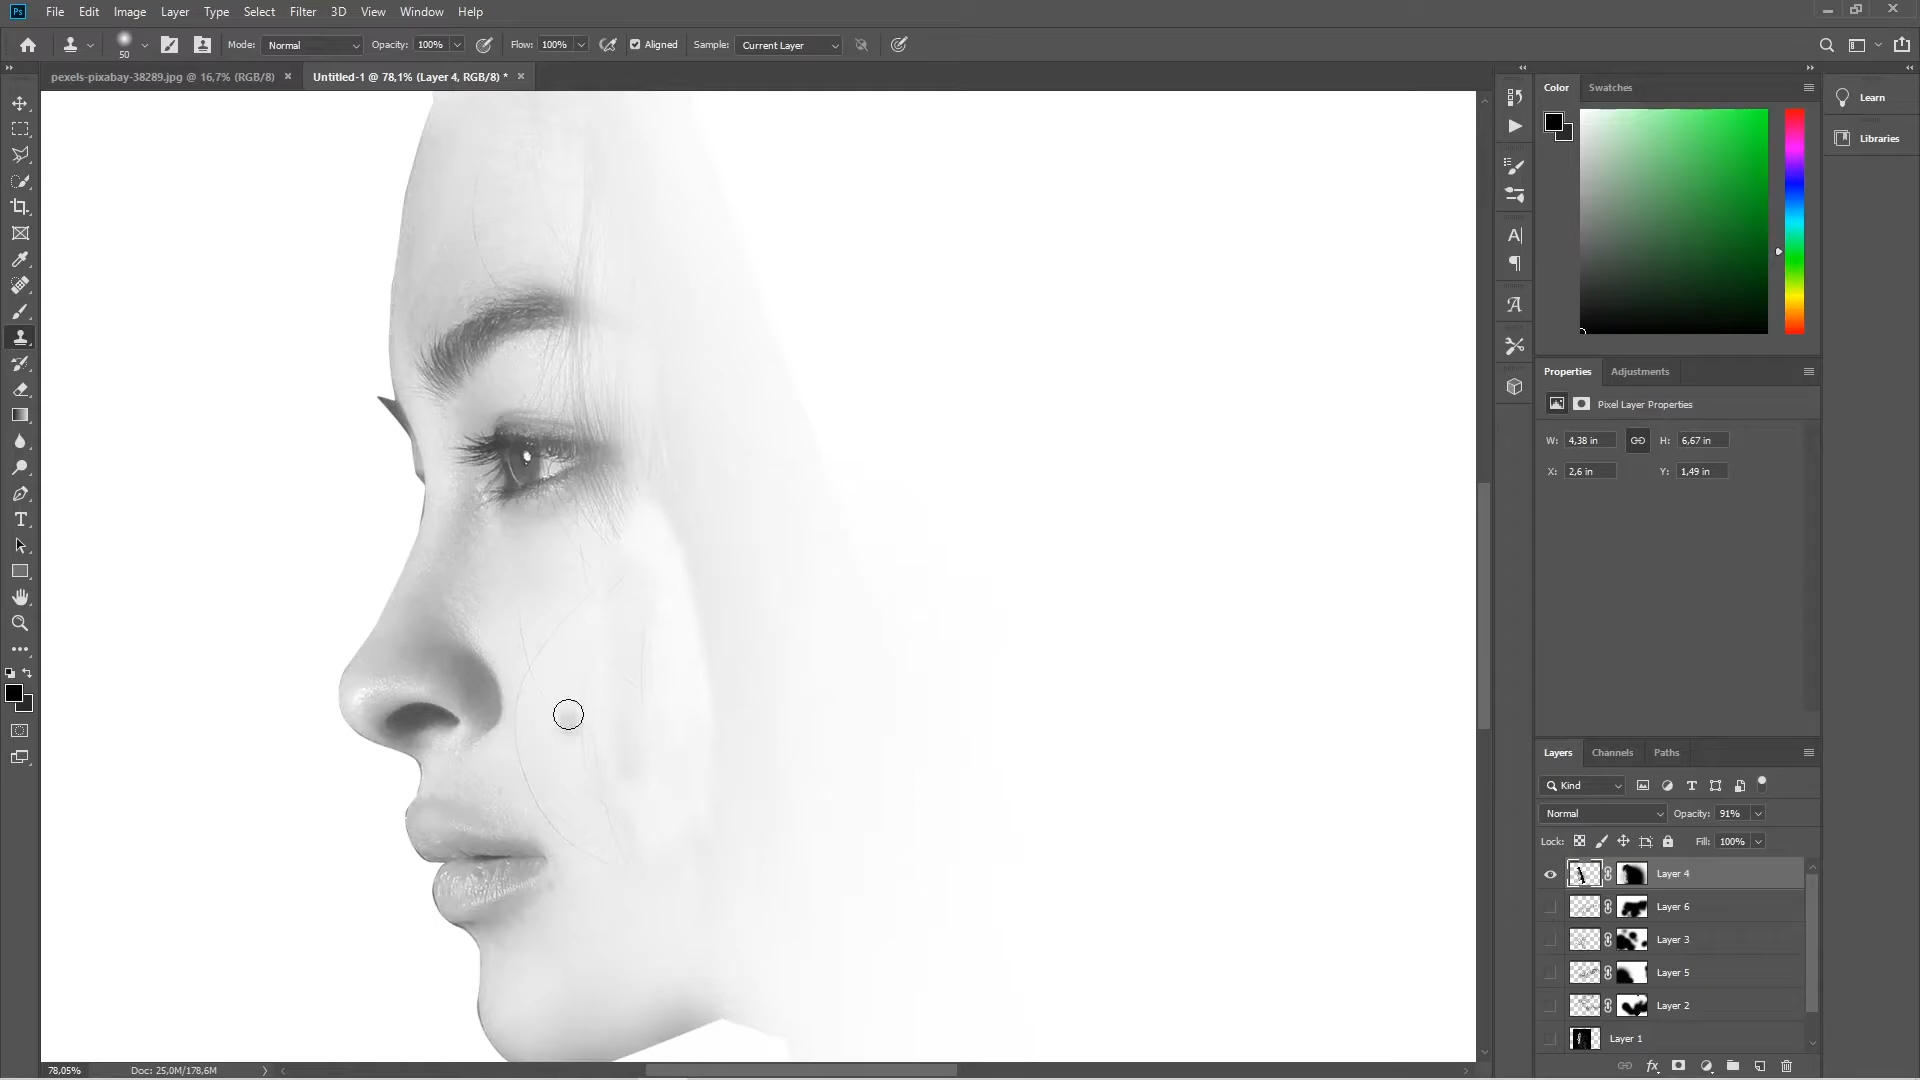 Ps File Edit Image Layer Type Select Filter 3D View Window Help
50 Mode: Normal Opacity: 100% Flow: 100% Aligned Sample: Current Layer
pexels-pixabay-38289.jpg @ 16,7% (RGB/8) × Untitled-1 @ 78,1% (Layer 4, RGB/8) * ×
Color Swatches
Learn
Libraries
Properties Adjustments
Pixel Layer Properties
W: 4,38 in H: 6,67 in
X: 2,6 in Y: 1,49 in
Layers Channels Paths
Kind
Normal Opacity: 91%
Lock: Fill: 100%
Layer 4
Layer 6
Layer 3
Layer 5
Layer 2
Layer 1
78,05% Doc: 25,0M/178,6M